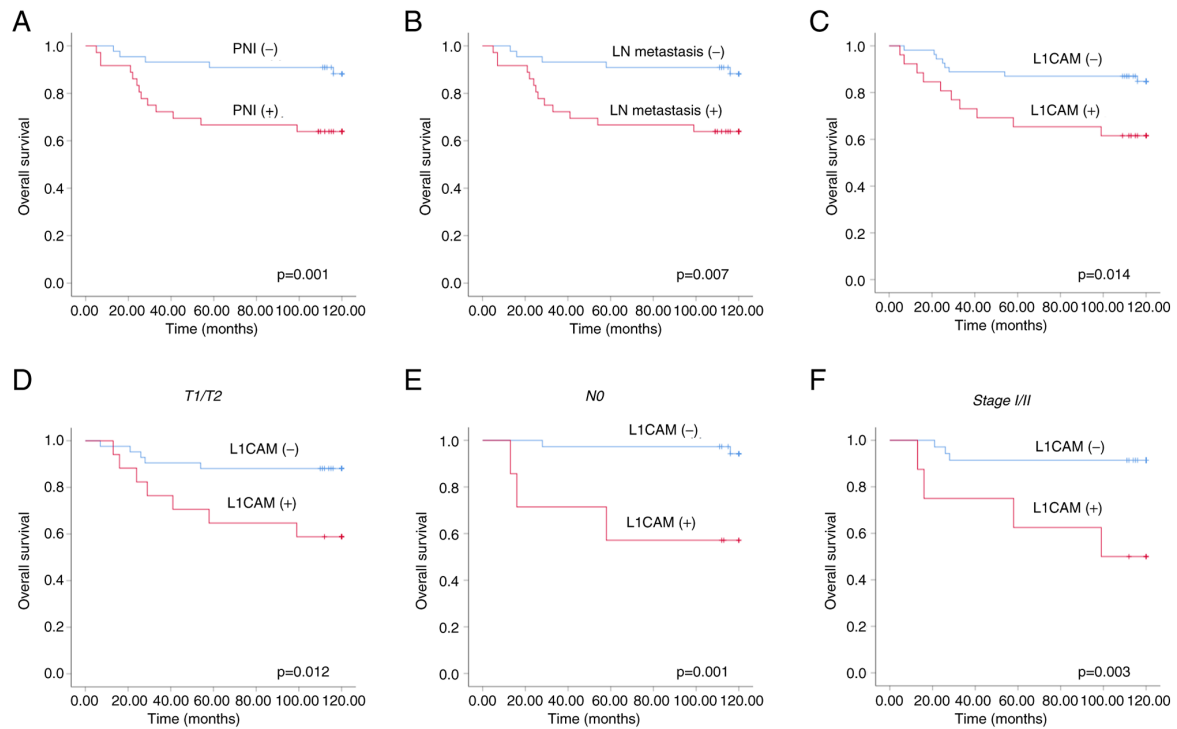 A
PNI (–)
PNI (+)
Overall survival
1.0
0.8
0.6
0.4
0.2
0.0
p=0.001
0.00 20.00 40.00 60.00 80.00 100.00 120.00
Time (months)
B
LN metastasis (–)
LN metastasis (+)
Overall survival
1.0
0.8
0.6
0.4
0.2
0.0
p=0.007
0.00 20.00 40.00 60.00 80.00 100.00 120.00
Time (months)
C
L1CAM (–)
L1CAM (+)
Overall survival
1.0
0.8
0.6
0.4
0.2
0.0
p=0.014
0.00 20.00 40.00 60.00 80.00 100.00 120.00
Time (months)
D
T1/T2
L1CAM (–)
L1CAM (+)
Overall survival
1.0
0.8
0.6
0.4
0.2
0.0
p=0.012
0.00 20.00 40.00 60.00 80.00 100.00 120.00
Time (months)
E
N0
L1CAM (–)
L1CAM (+)
Overall survival
1.0
0.8
0.6
0.4
0.2
0.0
p=0.001
0.00 20.00 40.00 60.00 80.00 100.00 120.00
Time (months)
F
Stage I/II
L1CAM (–)
L1CAM (+)
Overall survival
1.0
0.8
0.6
0.4
0.2
0.0
p=0.003
0.00 20.00 40.00 60.00 80.00 100.00 120.00
Time (months)